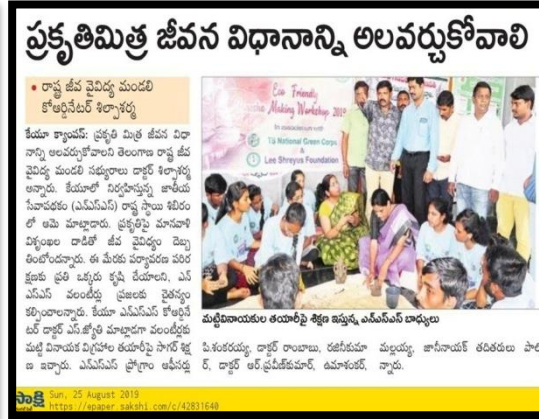 ప్రకృతిమిత్ర జీవన విధానాన్ని అలవర్చుకోవాలి
• రాష్ట్ర జీవ వైవిధ్య మండలి
కోఆర్డినేటర్ శిల్పాశర్మ
కేయూ క్యాంపస్: ప్రకృతి మిత్ర జీవన విధా
నాన్ని అలవర్చుకోవాలని తెలంగాణ రాష్ట్ర జీవ
వైవిధ్య మండలి సభ్యురాలు డాక్టర్ శిల్పాశర్మ
అన్నారు. కేయూలో నిర్వహిస్తున్న జాతీయ
సేవాపథకం (ఎన్ఎస్ఎస్) రాష్ట్ర స్థాయి శిబిరం
లో ఆమె మాట్లాడారు. ప్రకృతిపై మానవాళి
విశృంఖల దాడితో జీవ వైవిధ్యం దెబ్బ
తింటోందన్నారు. ఈ మేరకు పర్యావరణ పరిర
క్షణకు ప్రతి ఒక్కరు కృషి చేయాలని, ఎన్
ఎస్ఎస్ వలంటీర్లు ప్రజలకు చైతన్యం
కల్పించాలన్నారు. కేయూ ఎన్ఎస్ఎస్ కోఆర్డినే
టర్ డాక్టర్ ఎస్.జ్యోతి మాట్లాడగా వలంటీర్లకు
మట్టి వినాయక విగ్రహాల తయారీపై సాగర్ శిక్ష
ణ ఇచ్చారు. ఎన్ఎస్ఎస్ ప్రోగ్రాం ఆఫీసర్లు
Eco Friendly
Making Workshop 2019
National Green Corps
&
Lee Shreyus Foundation
మట్టివినాయకుల తయారీపై శిక్షణ ఇస్తున్న ఎన్ఎస్ఎస్ బాధ్యులు
పి.శంకరయ్య, డాక్టర్ రాంబాబు, రజినీకుమా
ర్, డాక్టర్ ఆర్.ప్రవీణ్‌కుమార్, ఉమాశంకర్,
మల్లయ్య, జానీనాయక్ తదితరులు పాల్గొ
న్నారు.
సాక్షి Sun, 25 August 2019
https://epaper.sakshi.com/c/42831640